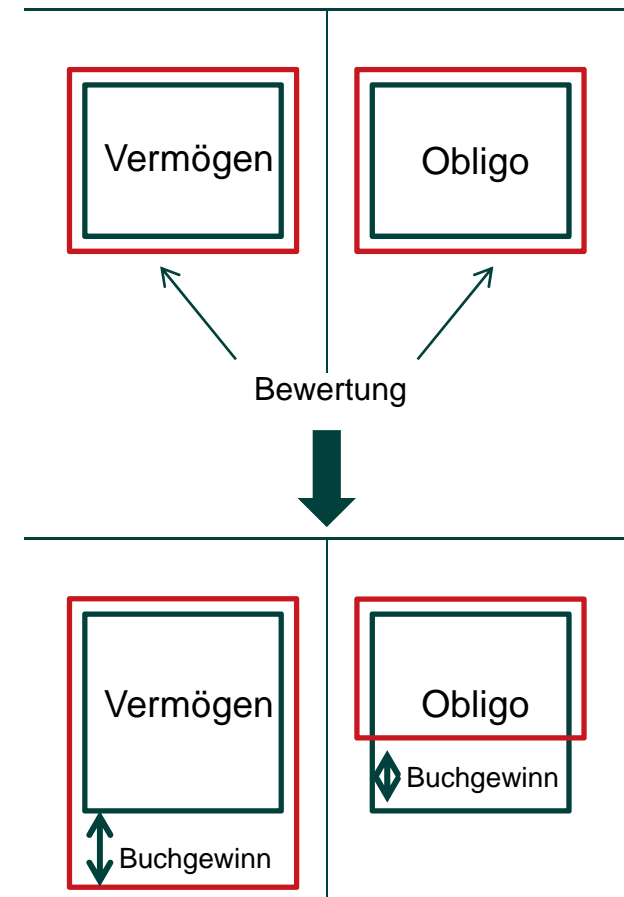 Vermögen
Obligo
Bewertung
Vermögen
Obligo
Buchgewinn
Buchgewinn